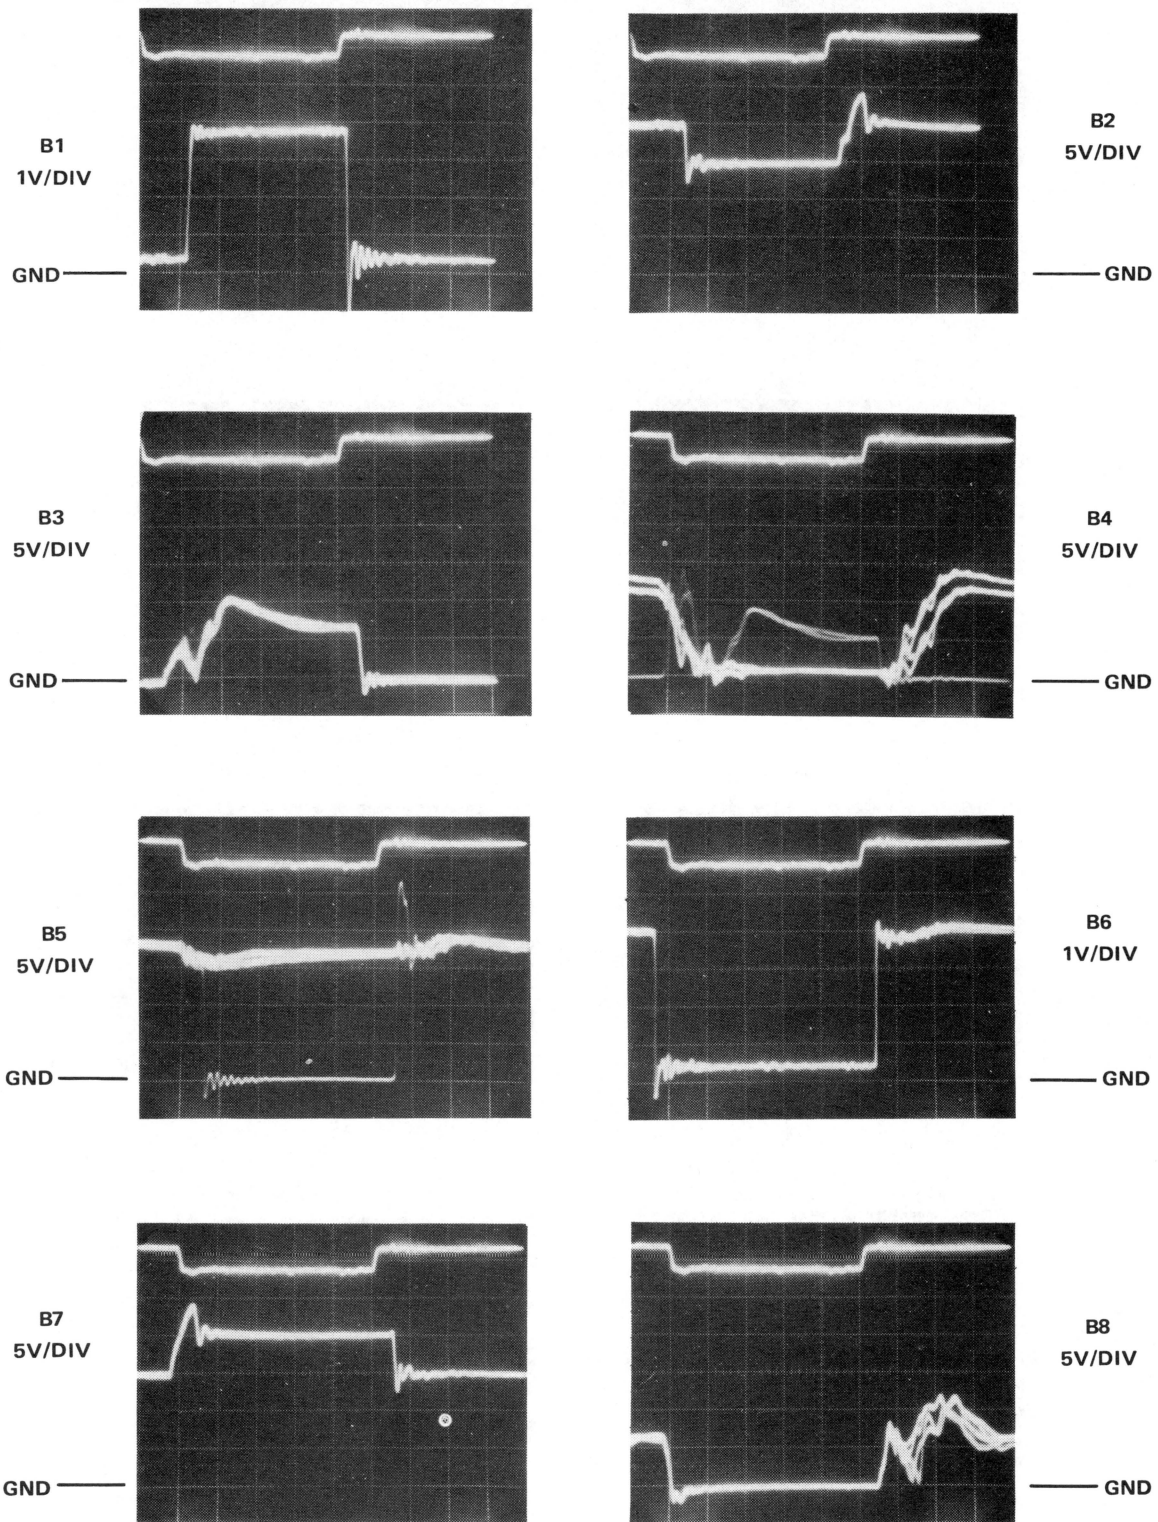 B1
1V/DIV
GND
B2
5V/DIV
GND
B3
5V/DIV
GND
B4
5V/DIV
GND
B5
5V/DIV
GND
B6
1V/DIV
GND
B7
5V/DIV
GND
B8
5V/DIV
GND